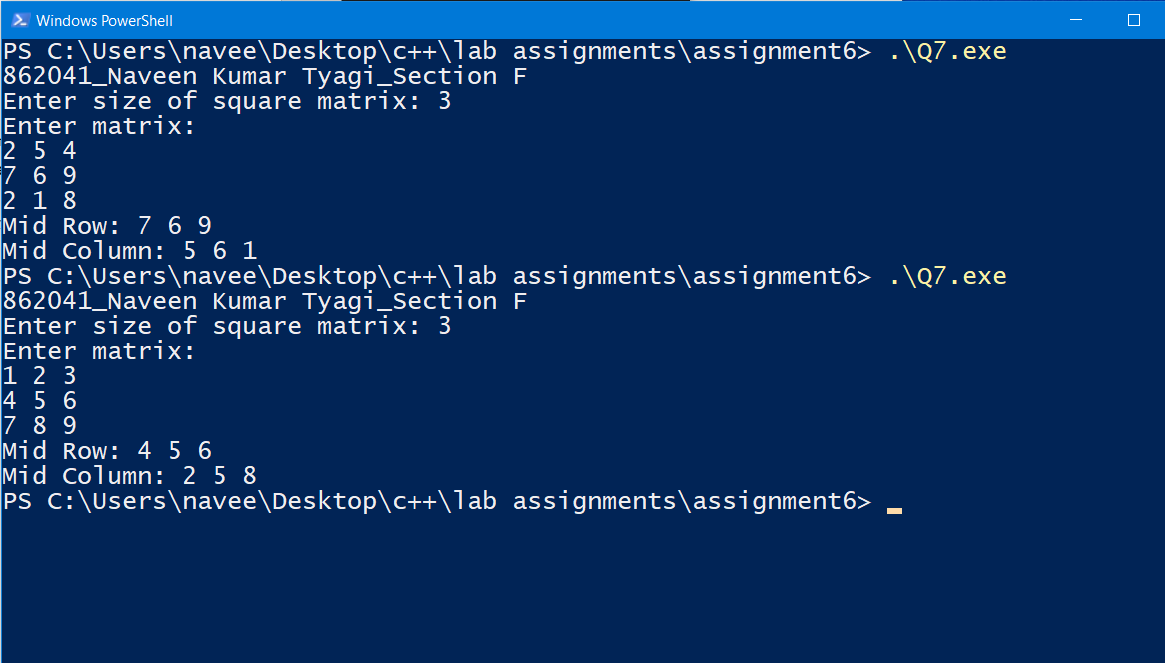 Windows PowerShell
PS C:\Users\navee\Desktop\c++\lab assignments\assignment6> .\Q7.exe
862041_Naveen Kumar Tyagi_Section F
Enter size of square matrix: 3
Enter matrix:
2 5 4
7 6 9
2 1 8
Mid Row: 7 6 9
Mid Column: 5 6 1
PS C:\Users\navee\Desktop\c++\lab assignments\assignment6> .\Q7.exe
862041_Naveen Kumar Tyagi_Section F
Enter size of square matrix: 3
Enter matrix:
1 2 3
4 5 6
7 8 9
Mid Row: 4 5 6
Mid Column: 2 5 8
PS C:\Users\navee\Desktop\c++\lab assignments\assignment6>